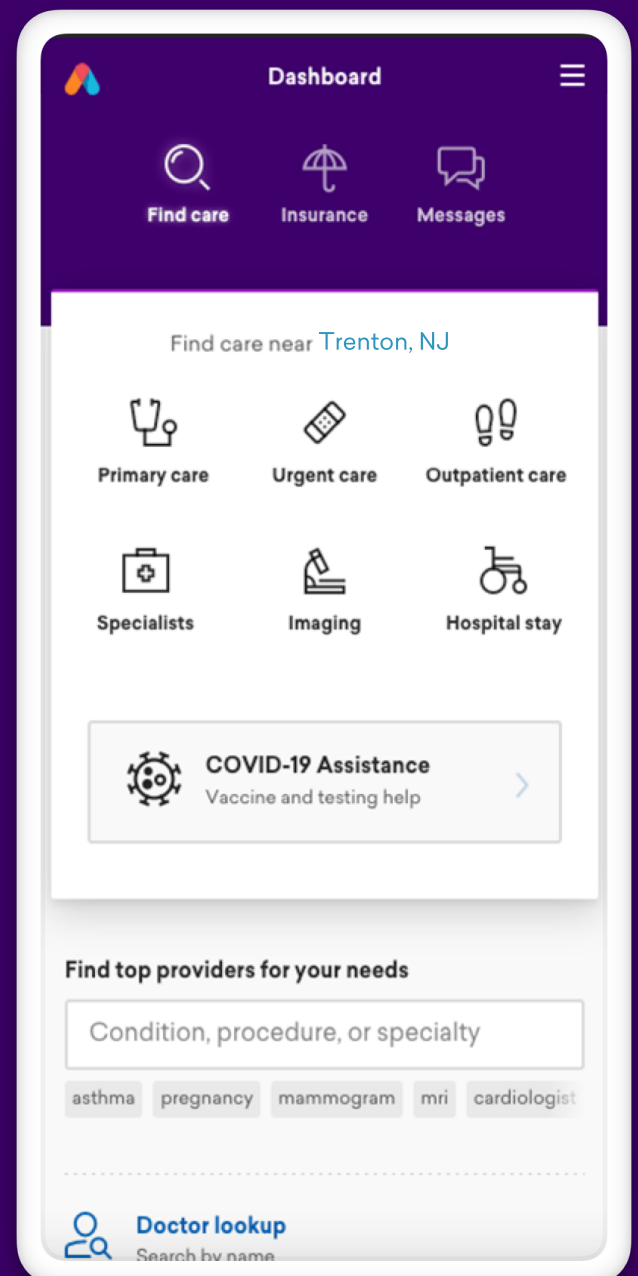 Dashboard
Find care
Insurance
Messages
Find care near Trenton, NJ
Primary care
Urgent care
Outpatient care
Specialists
Imaging
Hospital stay
COVID-19 Assistance
Vaccine and testing help
Find top providers for your needs
Condition, procedure, or specialty
asthma pregnancy mammogram mri cardiologist
Doctor lookup
Search by name